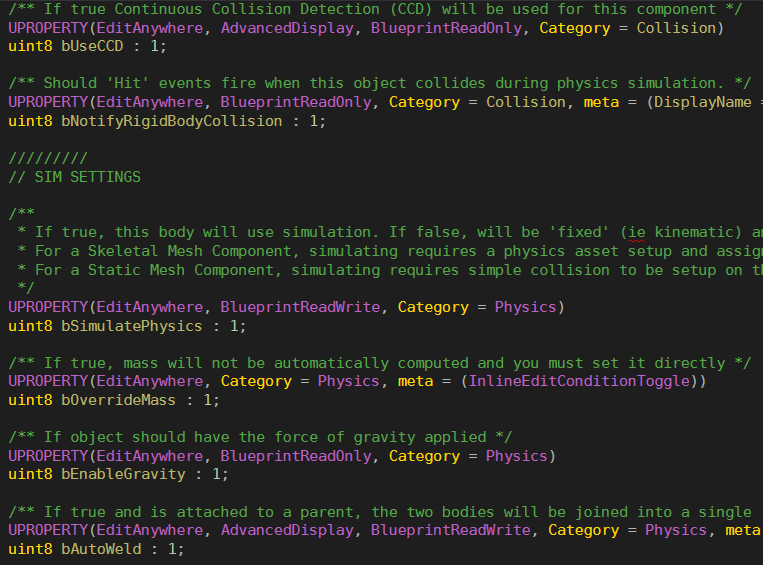 /** If true Continuous Collision Detection (CCD) will be used for this component */
UPROPERTY(EditAnywhere, AdvancedDisplay, BlueprintReadOnly, Category = Collision)
uint8 bUseCCD : 1;
/** Should 'Hit' events fire when this object collides during physics simulation. */
UPROPERTY(EditAnywhere, BlueprintReadOnly, Category = Collision, meta = (DisplayName =
uint8 bNotifyRigidBodyCollision : 1;
/////////
// SIM SETTINGS
/**
* If true, this body will use simulation. If false, will be 'fixed' (ie kinematic) an
* For a Skeletal Mesh Component, simulating requires a physics asset setup and assig
* For a Static Mesh Component, simulating requires simple collision to be setup on th
*/
UPROPERTY(EditAnywhere, BlueprintReadWrite, Category = Physics)
uint8 bSimulatePhysics : 1;
/** If true, mass will not be automatically computed and you must set it directly */
UPROPERTY(EditAnywhere, Category = Physics, meta = (InlineEditConditionToggle))
uint8 bOverrideMass : 1;
/** If object should have the force of gravity applied */
UPROPERTY(EditAnywhere, BlueprintReadOnly, Category = Physics)
uint8 bEnableGravity : 1;
/** If true and is attached to a parent, the two bodies will be joined into a single
UPROPERTY(EditAnywhere, AdvancedDisplay, BlueprintReadWrite, Category = Physics, meta
uint8 bAutoWeld : 1;